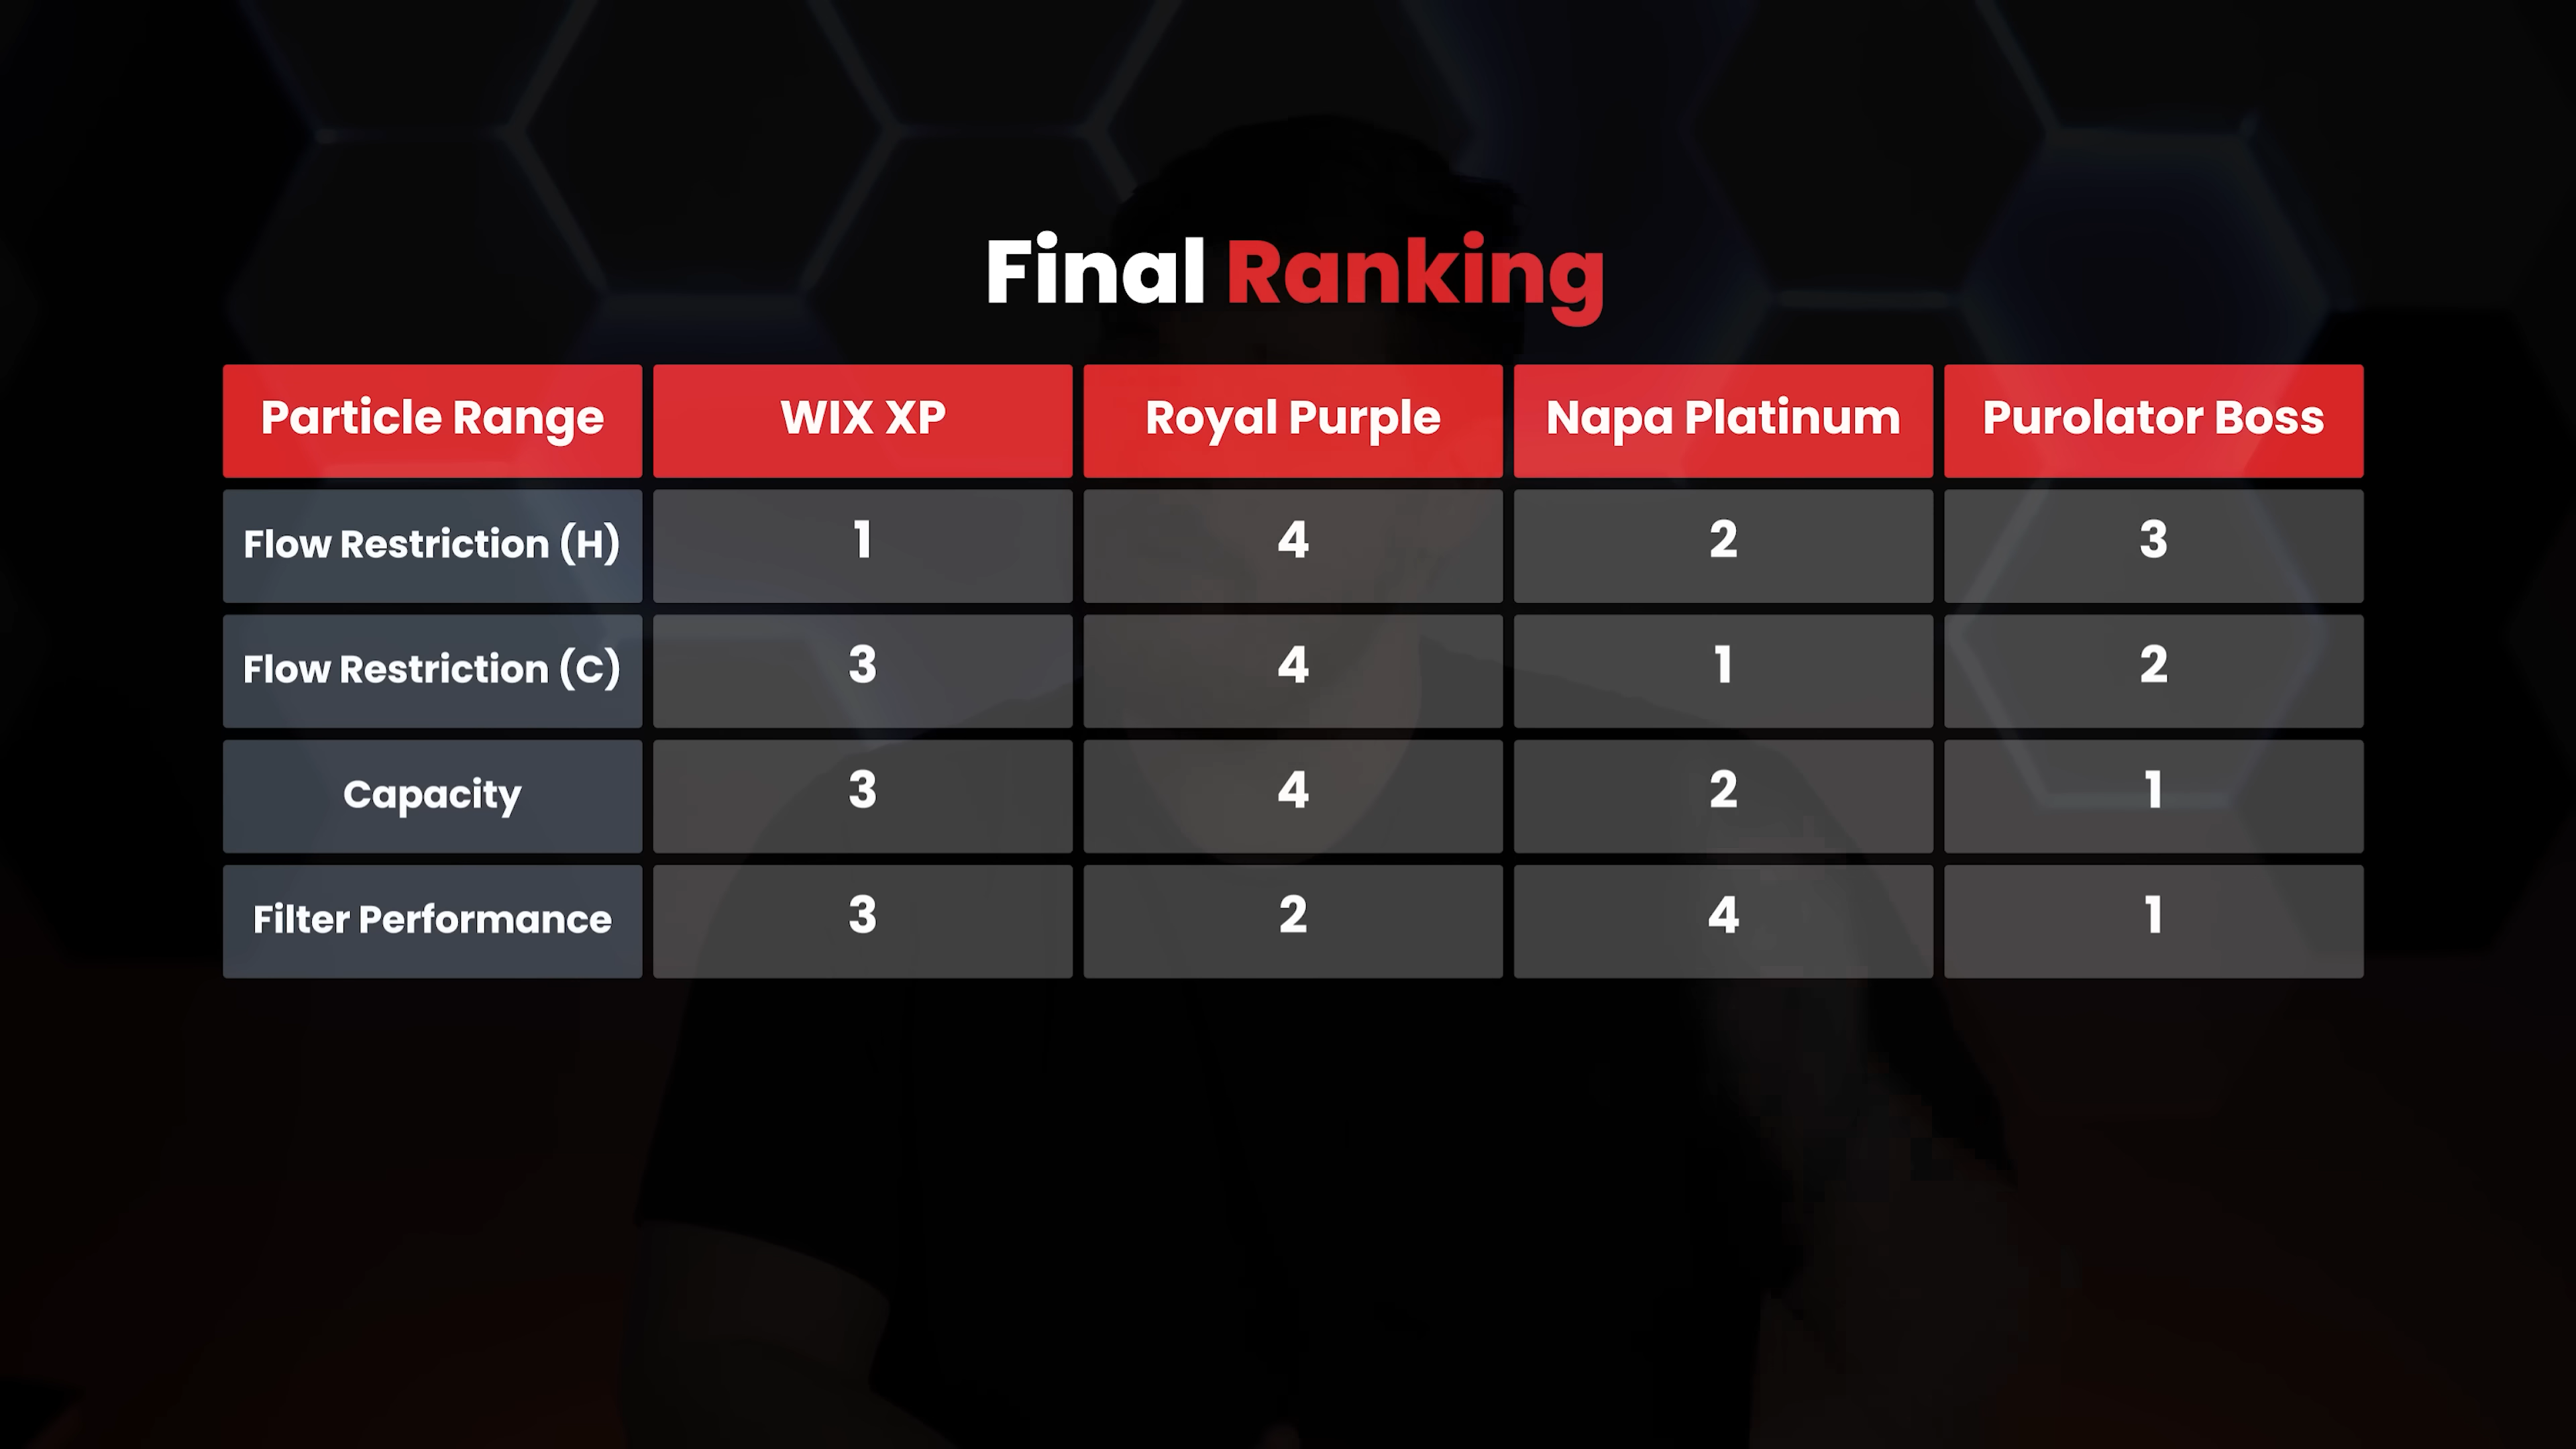 Final Ranking
Particle Range WIX XP Royal Purple Napa Platinum Purolator Boss
Flow Restriction (H) 1 4 2 3
Flow Restriction (C) 3 4 1 2
Capacity 3 4 2 1
Filter Performance 3 2 4 1